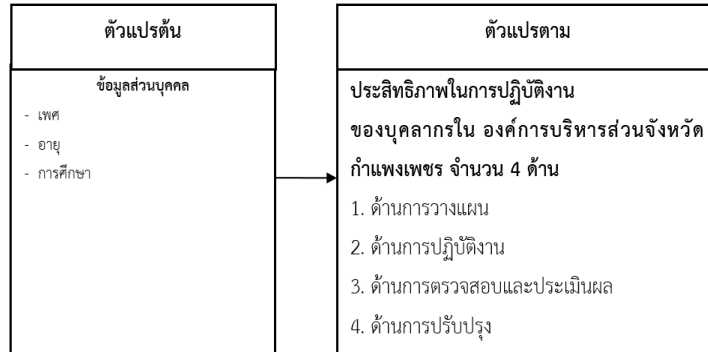 ตัวแปรต้น
ข้อมูลส่วนบุคคล
- เพศ
- อายุ
- การศึกษา
ตัวแปรตาม
ประสิทธิภาพในการปฏิบัติงาน
ของบุคลากรใน องค์การบริหารส่วนจังหวัด
กำแพงเพชร จำนวน 4 ด้าน
1. ด้านการวางแผน
2. ด้านการปฏิบัติงาน
3. ด้านการตรวจสอบและประเมินผล
4. ด้านการปรับปรุง